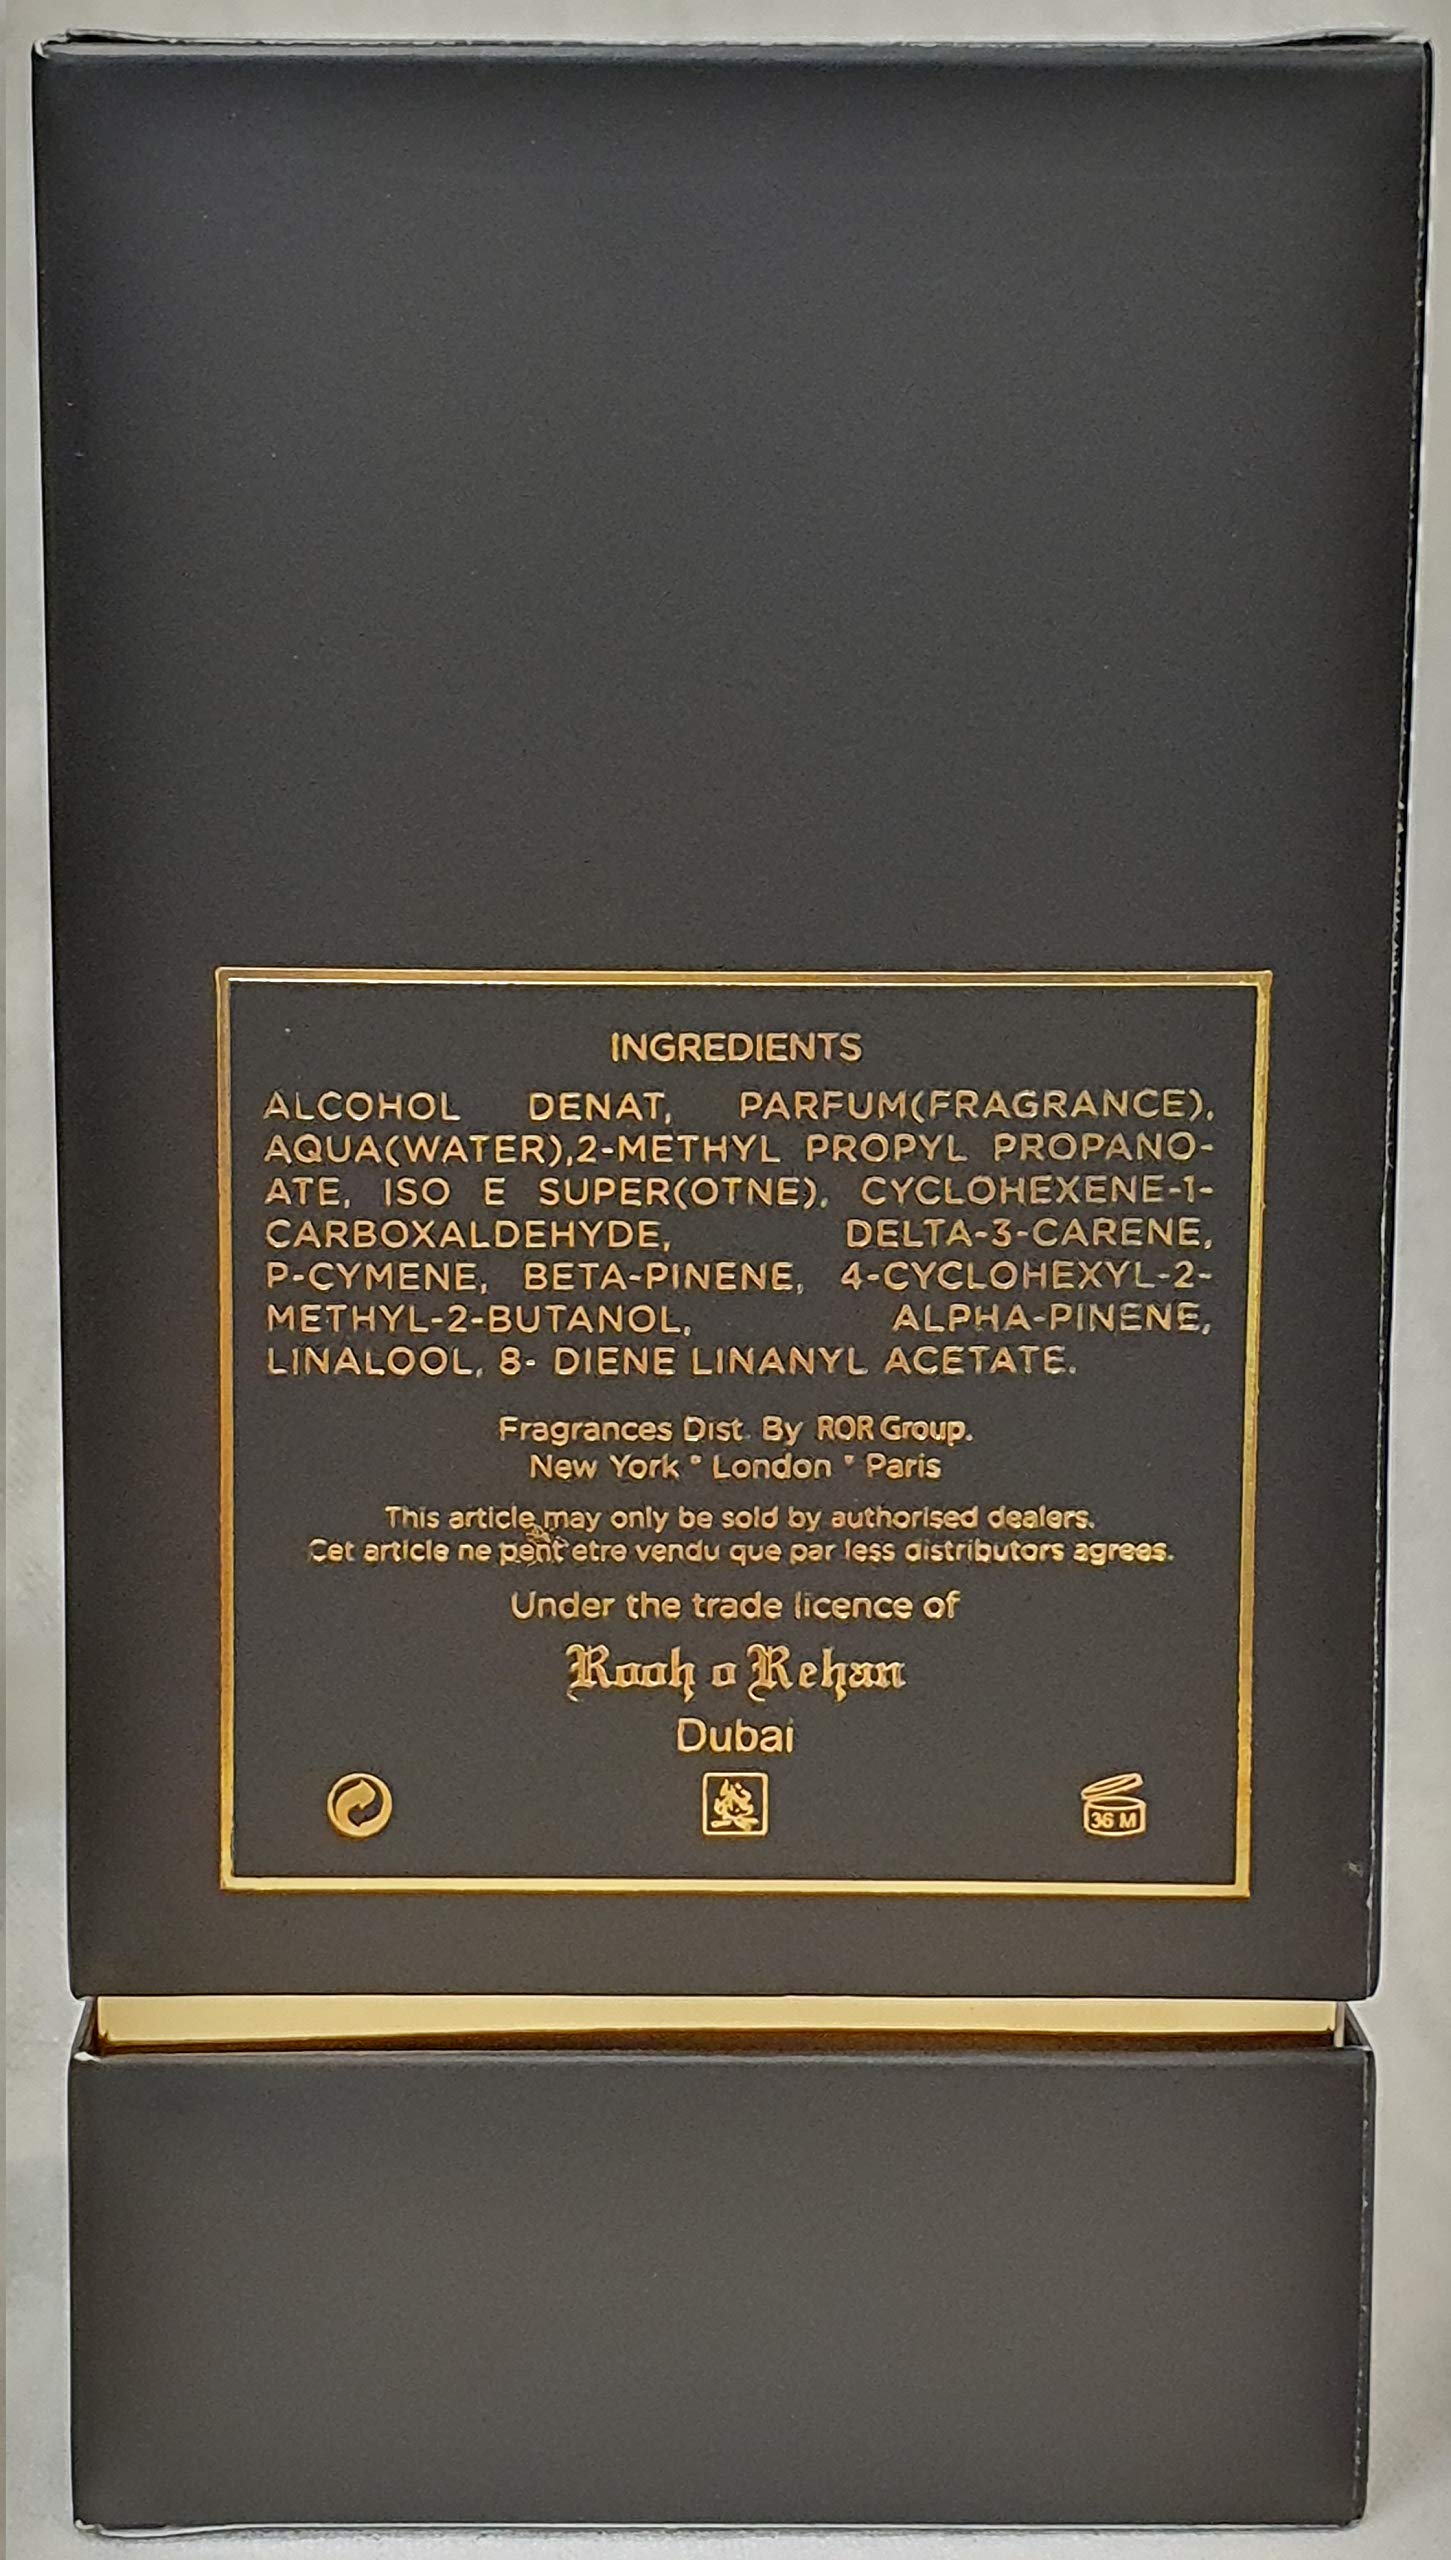 INGREDIENTS
ALCOHOL DENAT, PARFUM(FRAGRANCE),
AQUA(WATER),2-METHYL PROPYL PROPANO-
ATE, ISO E SUPER(OTNE), CYCLOHEXENE-1-
CARBOXALDEHYDE, DELTA-3-CARENE,
P-CYMENE, BETA-PINENE, 4-CYCLOHEXYL-2-
METHYL-2-BUTANOL, ALPHA-PINENE,
LINALOOL, 8- DIENE LINANYL ACETATE.
Fragrances Dist. By ROR Group.
New York * London * Paris
This article may only be sold by authorised dealers.
Cet article ne pent etre vendu que par less distributors agrees.
Under the trade licence of
Rooh o Rehan
Dubai
36 M